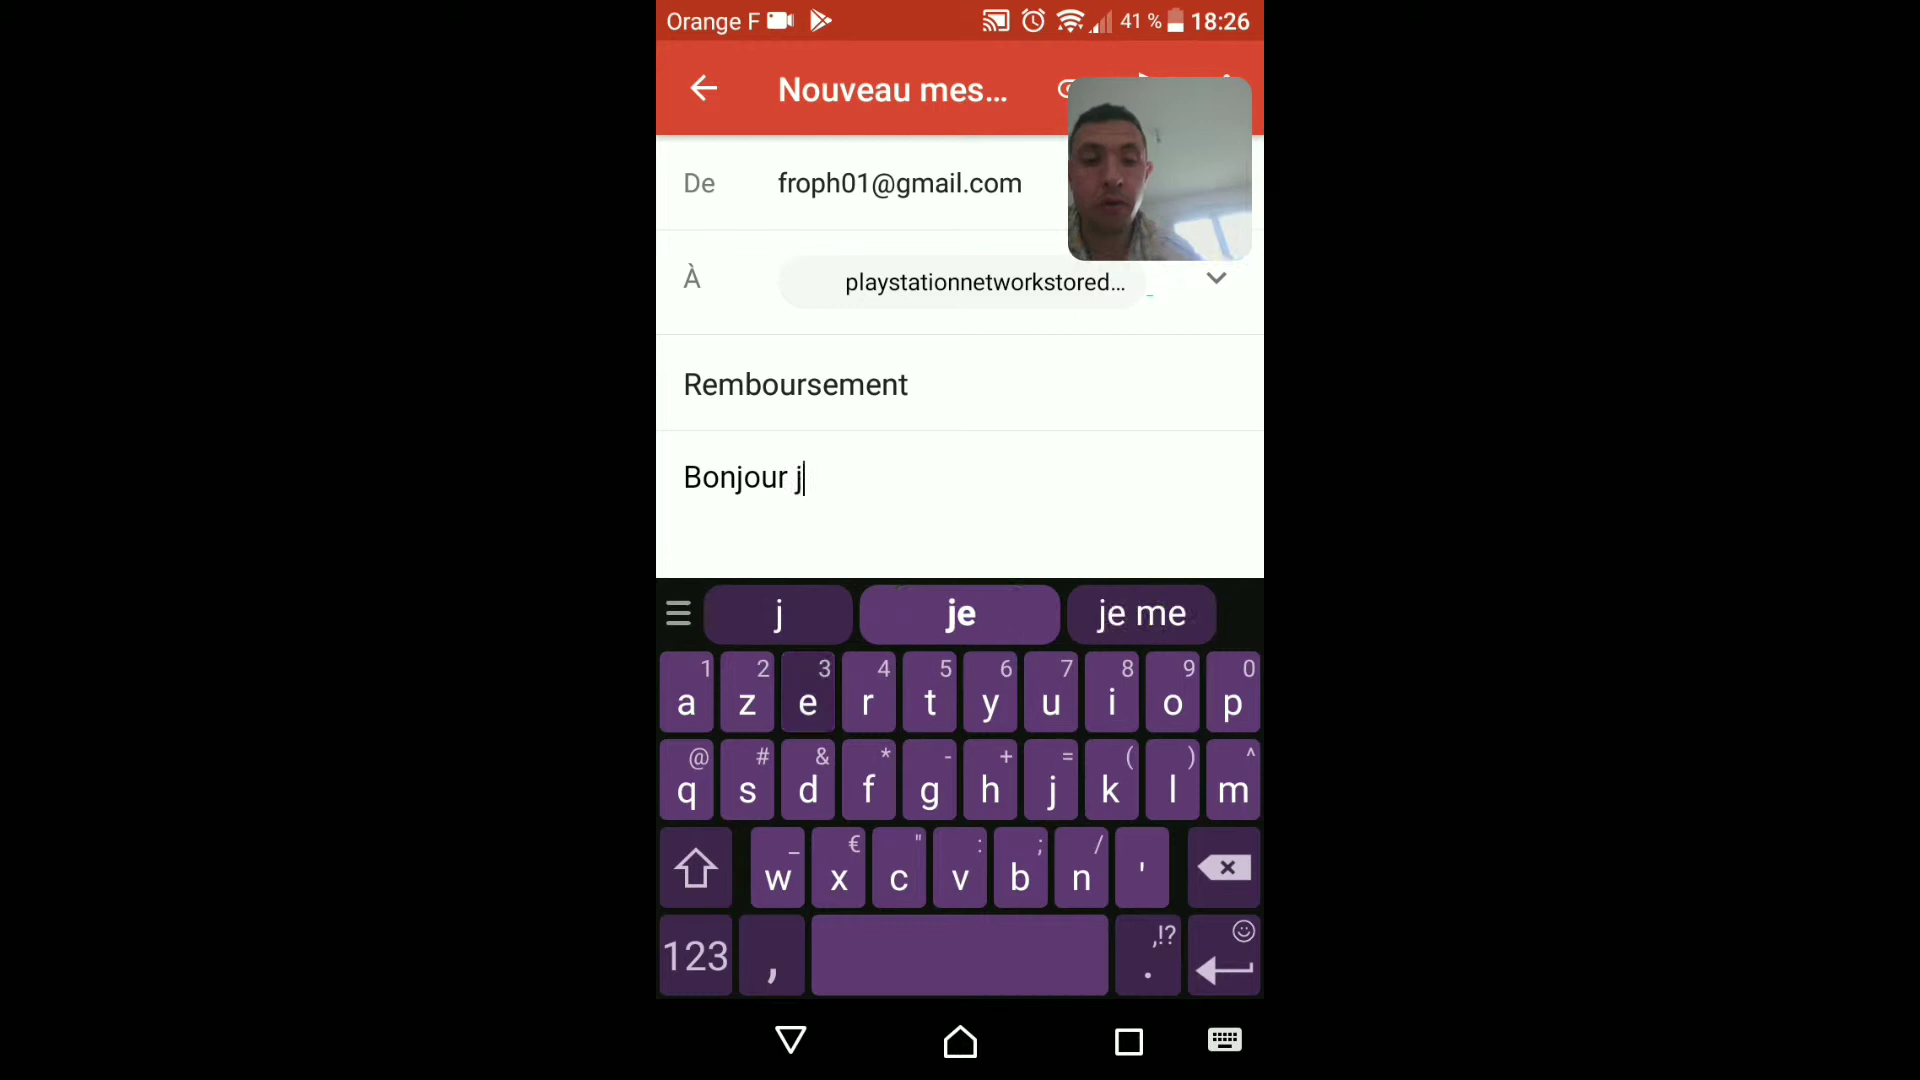 Orange F 41 % 18:26
Nouveau mes...
De froph01@gmail.com
À playstationnetworkstored...
Remboursement
Bonjour j
j je je me
1 2 3 4 5 6 7 8 9 0
a z e r t y u i o p
@ # & * - + = ( ) ^
q s d f g h j k l m
_ € " : ; /
w x c v b n '
123 , ,!? .